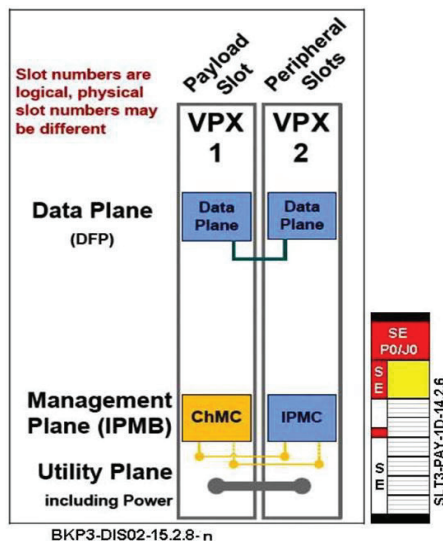 Slot numbers are
logical, physical
slot numbers may
be different
Payload
Slot
Peripheral
Slots
VPX
1
VPX
2
Data Plane
(DFP)
Data
Plane
Data
Plane
Management
Plane (IPMB)
ChMC
IPMC
Utility Plane
including Power
BKP3-DIS02-15.2.8-n
SE
P0/J0
S
E
S
E
SLT3-PAY-1D-14.2.6